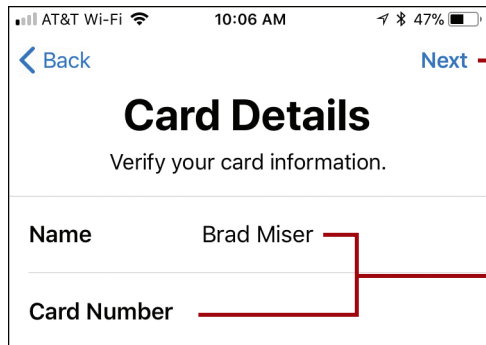 AT&T Wi-Fi 10:06 AM 47%
Back Next
Card Details
Verify your card information.
Name Brad Miser
Card Number